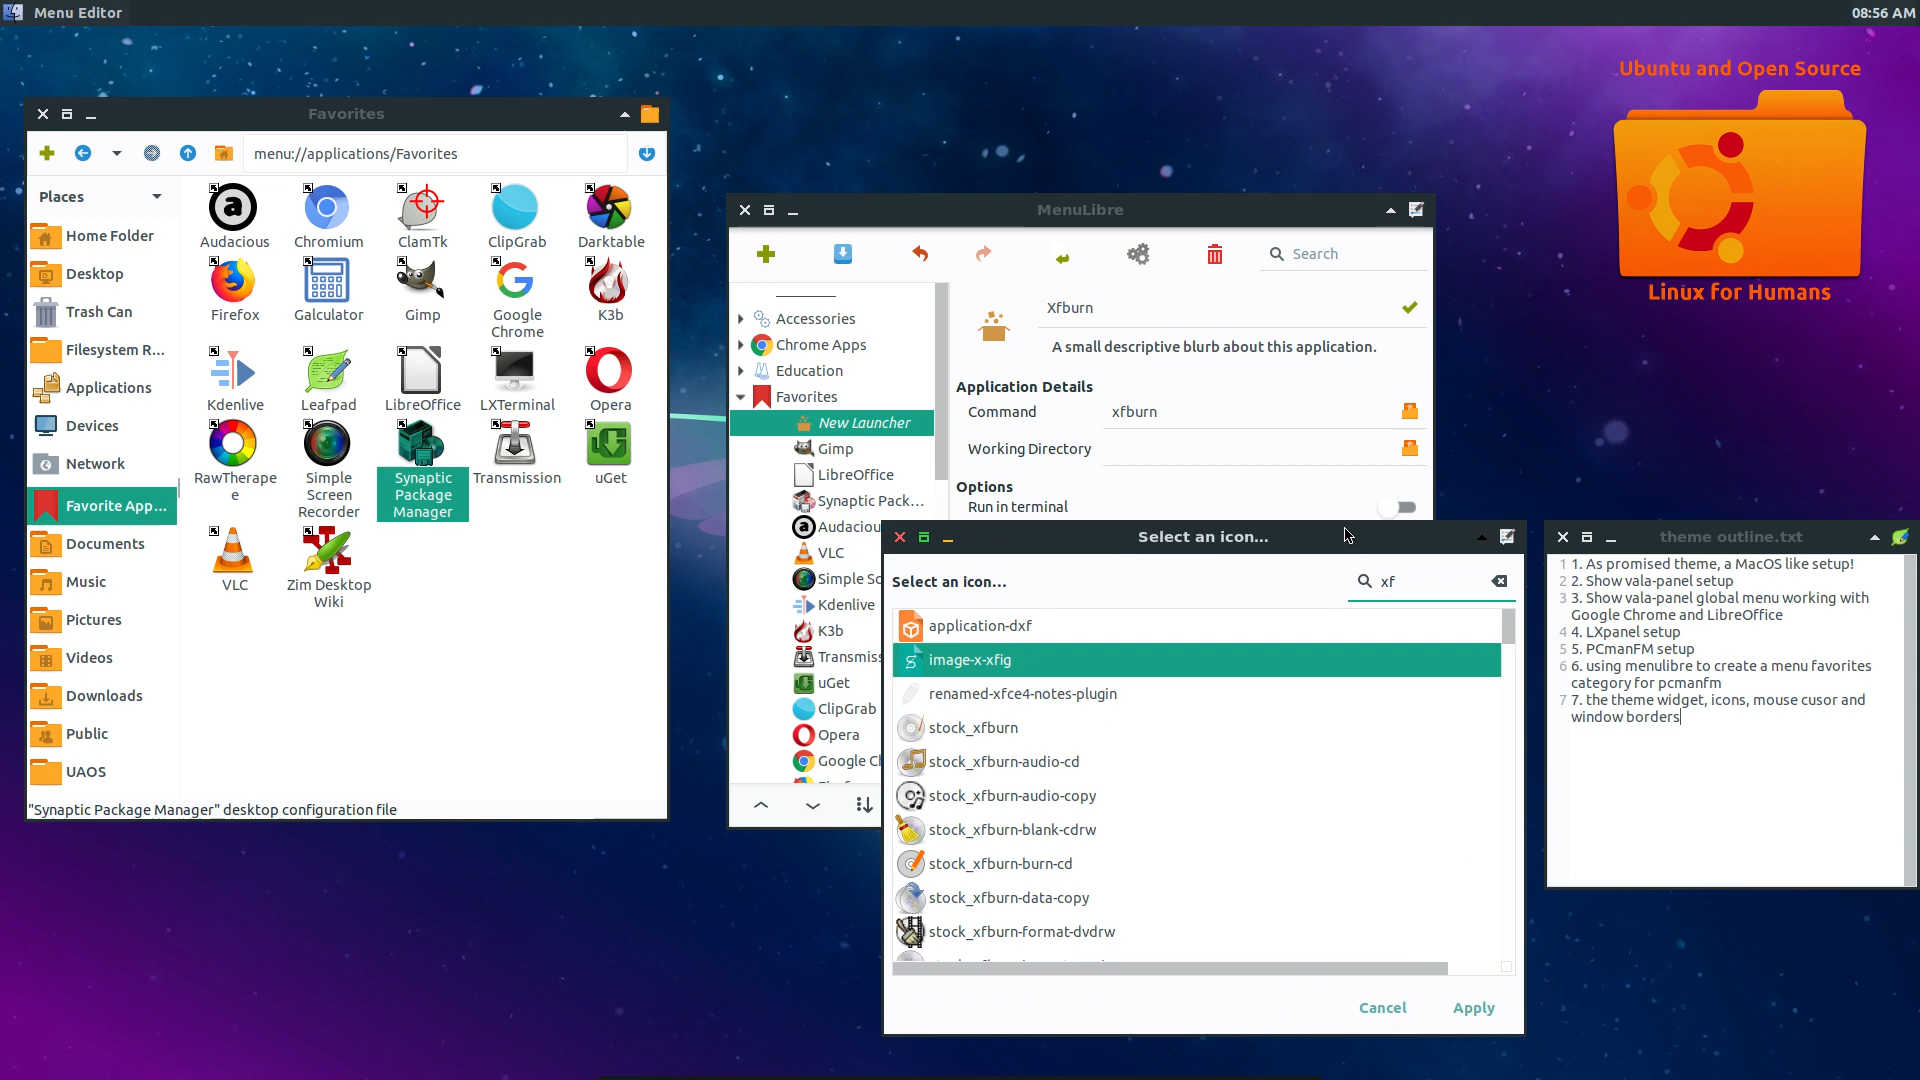 Menu Editor
08:56 AM
Ubuntu and Open Source
Linux for Humans
Favorites
menu://applications/Favorites
Places
Home Folder
Desktop
Trash Can
Filesystem R...
Applications
Devices
Network
Favorite App...
Documents
Music
Pictures
Videos
Downloads
Public
UAOS
Audacious
Chromium
ClamTk
ClipGrab
Darktable
Firefox
Galculator
Gimp
Google
Chrome
K3b
Kdenlive
Leafpad
LibreOffice
LXTerminal
Opera
RawTherape
e
Simple
Screen
Recorder
Synaptic
Package
Manager
Transmission
uGet
VLC
Zim Desktop
Wiki
"Synaptic Package Manager" desktop configuration file
MenuLibre
Search
Accessories
Chrome Apps
Education
Favorites
New Launcher
Gimp
LibreOffice
Synaptic Pack...
Audaciou
VLC
Simple Sc
Kdenlive
K3b
Transmiss
uGet
ClipGrab
Opera
Google Ch
Xfburn
A small descriptive blurb about this application.
Application Details
Command
xfburn
Working Directory
Options
Run in terminal
Select an icon...
Select an icon...
xf
application-dxf
image-x-xfig
renamed-xfce4-notes-plugin
stock_xfburn
stock_xfburn-audio-cd
stock_xfburn-audio-copy
stock_xfburn-blank-cdrw
stock_xfburn-burn-cd
stock_xfburn-data-copy
stock_xfburn-format-dvdrw
Cancel
Apply
theme outline.txt
1 1. As promised theme, a MacOS like setup!
2 2. Show vala-panel setup
3 3. Show vala-panel global menu working with
Google Chrome and LibreOffice
4 4. LXpanel setup
5 5. PCmanFM setup
6 6. using menulibre to create a menu favorites
category for pcmanfm
7 7. the theme widget, icons, mouse cusor and
window borders